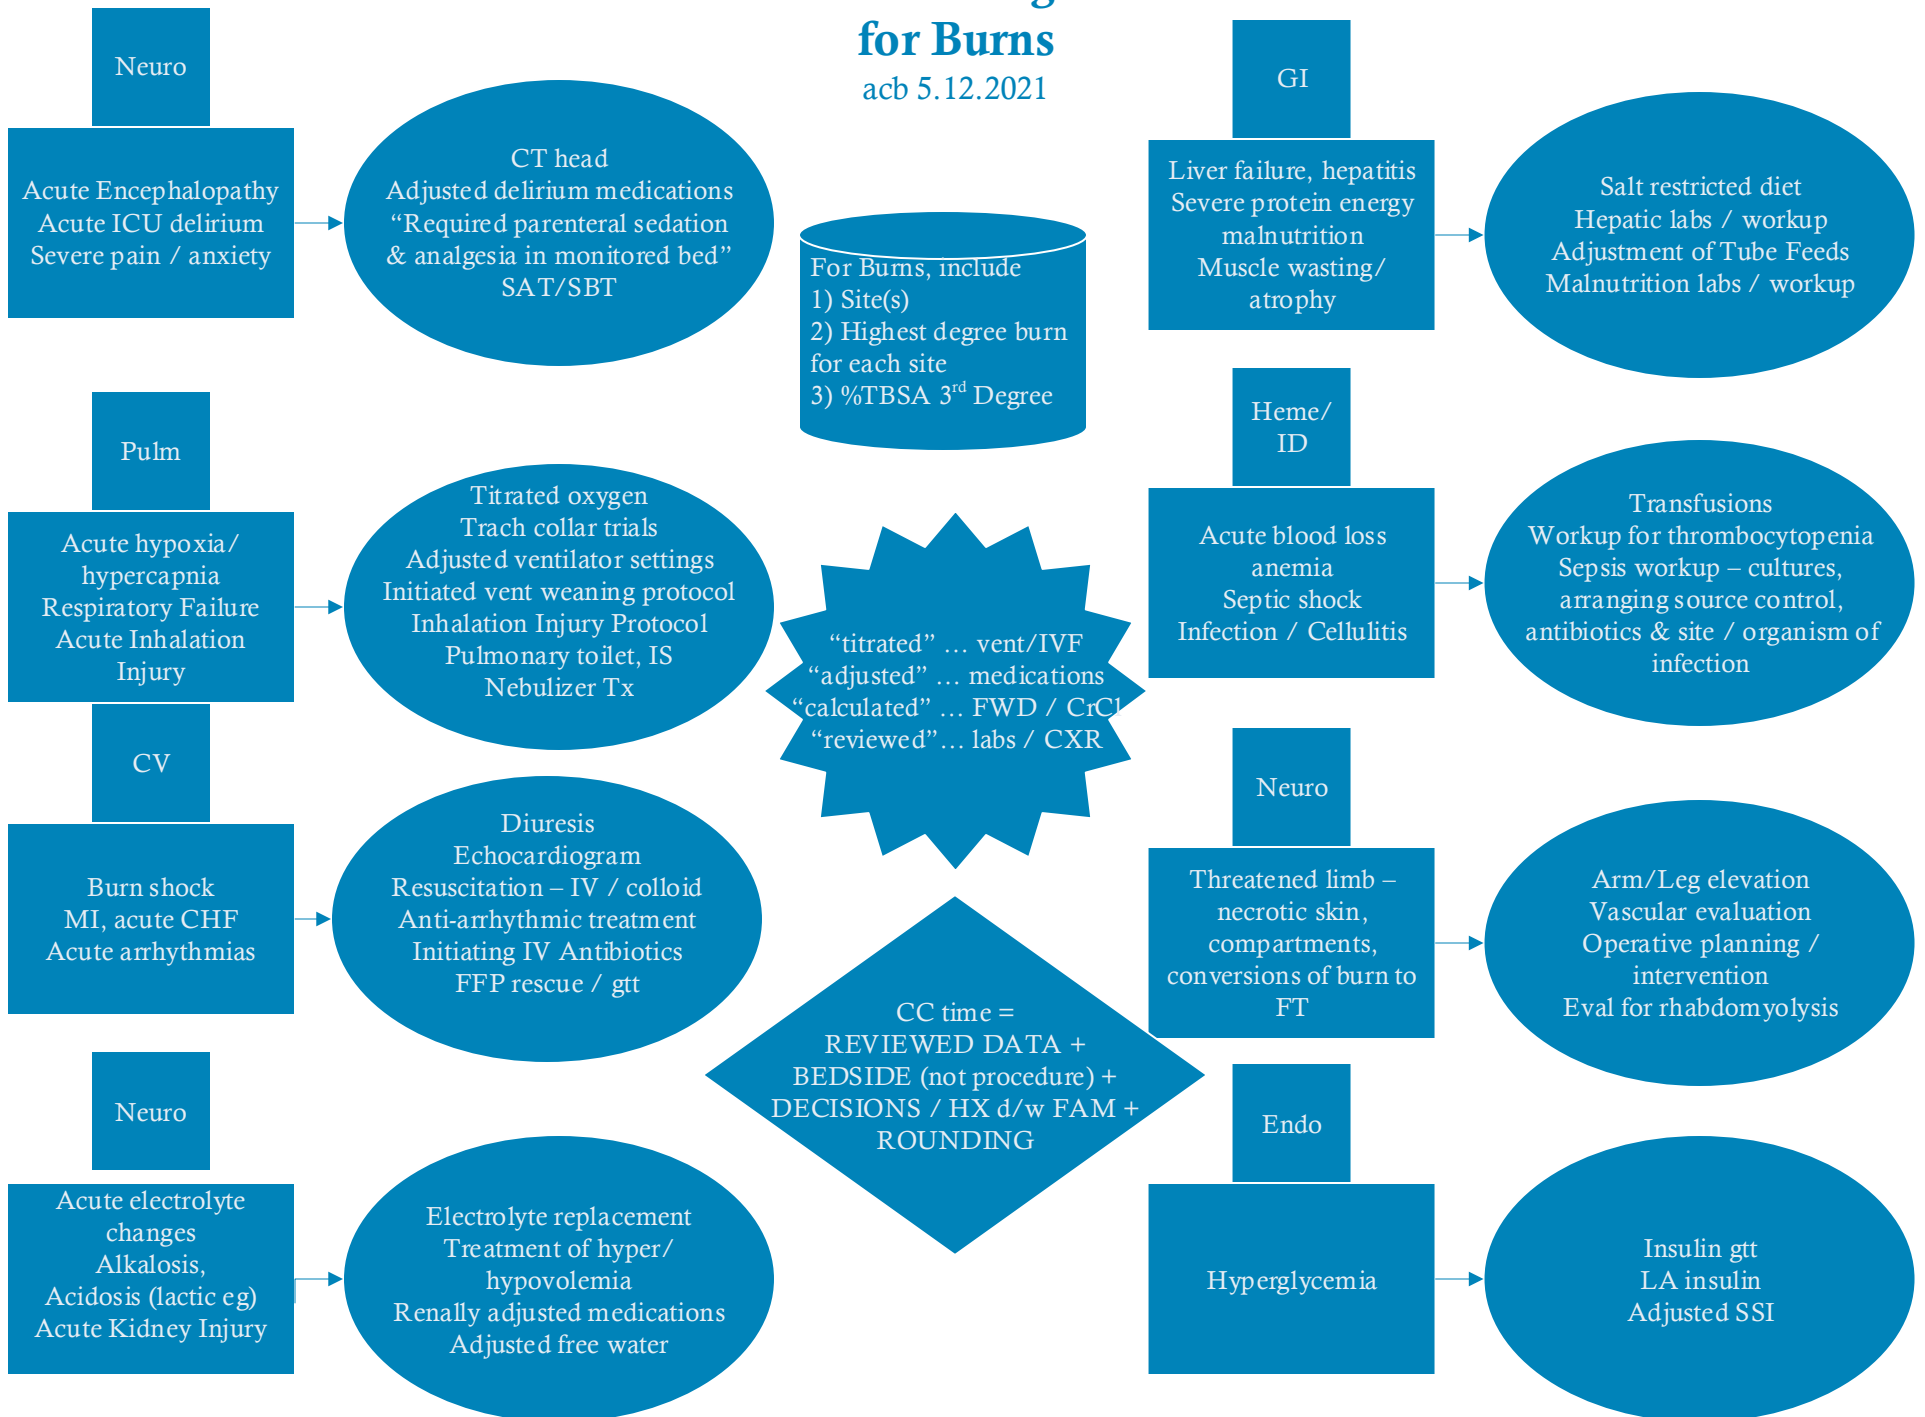 for Burns
acb 5.12.2021
Neuro
Acute Encephalopathy
Acute ICU delirium
Severe pain / anxiety
CT head
Adjusted delirium medications
“Required parenteral sedation
& analgesia in monitored bed”
SAT/SBT
Pulm
Acute hypoxia/
hypercapnia
Respiratory Failure
Acute Inhalation
Injury
Titrated oxygen
Trach collar trials
Adjusted ventilator settings
Initiated vent weaning protocol
Inhalation Injury Protocol
Pulmonary toilet, IS
Nebulizer Tx
CV
Burn shock
MI, acute CHF
Acute arrhythmias
Diuresis
Echocardiogram
Resuscitation – IV / colloid
Anti-arrhythmic treatment
Initiating IV Antibiotics
FFP rescue / gtt
Neuro
Acute electrolyte
changes
Alkalosis,
Acidosis (lactic eg)
Acute Kidney Injury
Electrolyte replacement
Treatment of hyper/
hypovolemia
Renally adjusted medications
Adjusted free water
For Burns, include
1) Site(s)
2) Highest degree burn
for each site
3) %TBSA 3rd Degree
“titrated” … vent/IVF
“adjusted” … medications
“calculated” … FWD / CrCl
“reviewed”… labs / CXR
CC time =
REVIEWED DATA +
BEDSIDE (not procedure) +
DECISIONS / HX d/w FAM +
ROUNDING
GI
Liver failure, hepatitis
Severe protein energy
malnutrition
Muscle wasting/
atrophy
Salt restricted diet
Hepatic labs / workup
Adjustment of Tube Feeds
Malnutrition labs / workup
Heme/
ID
Acute blood loss
anemia
Septic shock
Infection / Cellulitis
Transfusions
Workup for thrombocytopenia
Sepsis workup – cultures,
arranging source control,
antibiotics & site / organism of
infection
Neuro
Threatened limb –
necrotic skin,
compartments,
conversions of burn to
FT
Arm/Leg elevation
Vascular evaluation
Operative planning /
intervention
Eval for rhabdomyolysis
Endo
Hyperglycemia
Insulin gtt
LA insulin
Adjusted SSI